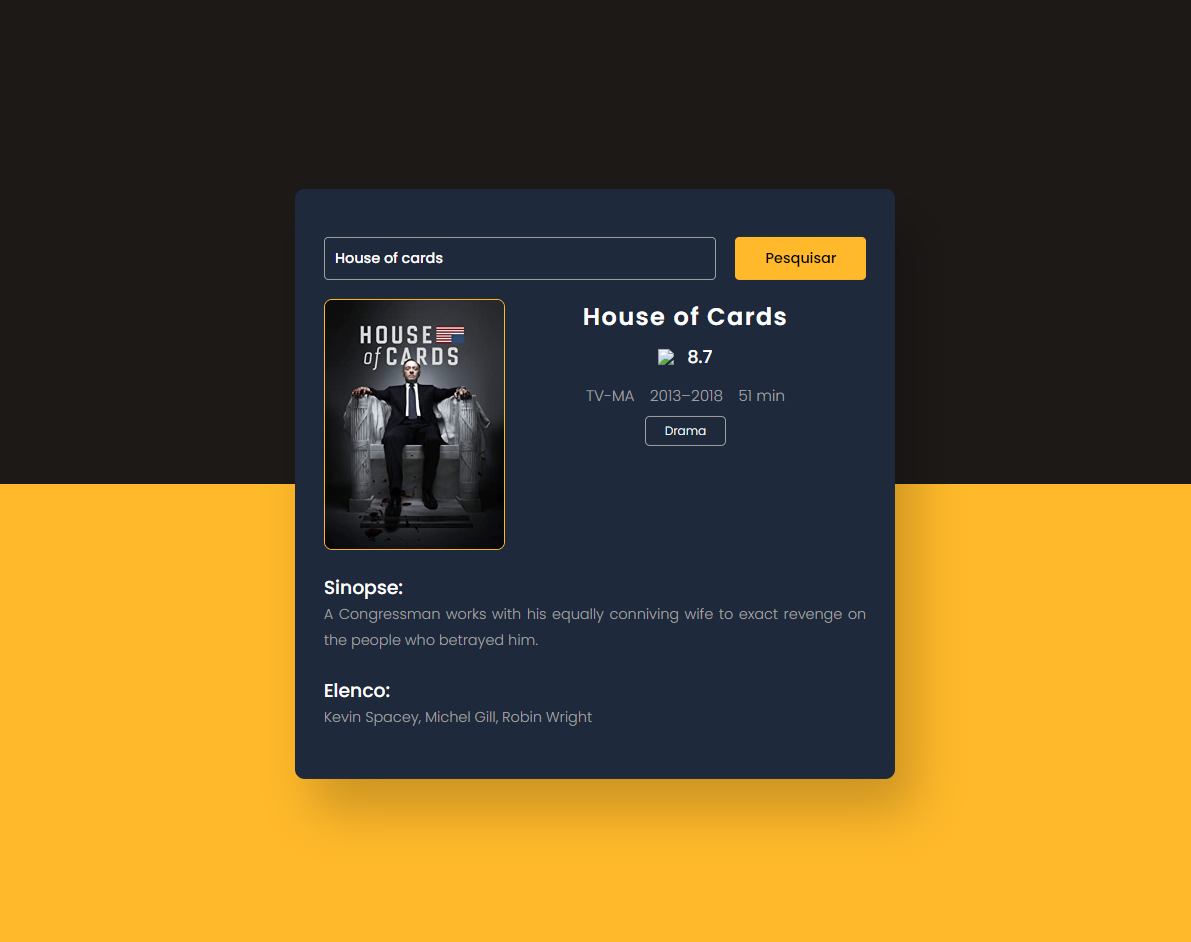 House of cards
Pesquisar
HOUSE
of CARDS
House of Cards
8.7
TV-MA 2013–2018 51 min
Drama
Sinopse:
A Congressman works with his equally conniving wife to exact revenge on
the people who betrayed him.
Elenco:
Kevin Spacey, Michel Gill, Robin Wright